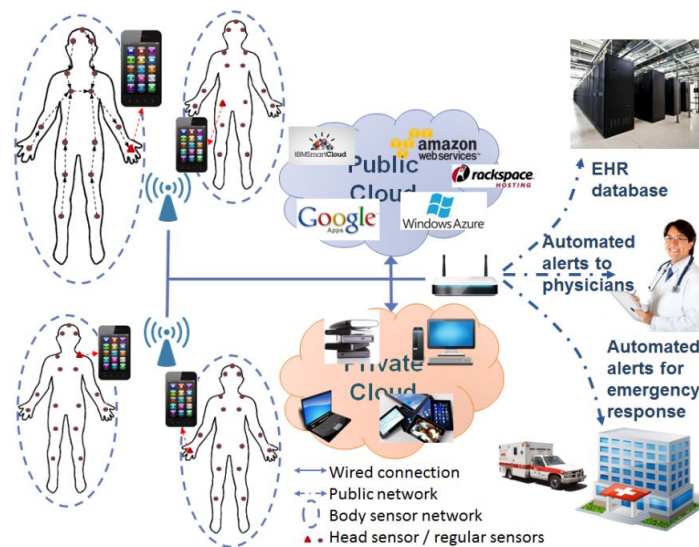 IBMSmartCloud
amazon
webservices™
Public
Cloud
rackspace
HOSTING
Google
Apps
Windows Azure
EHR
database
Automated
alerts to
physicians
Private
Cloud
Automated
alerts for
emergency
response
Wired connection
Public network
Body sensor network
Head sensor / regular sensors